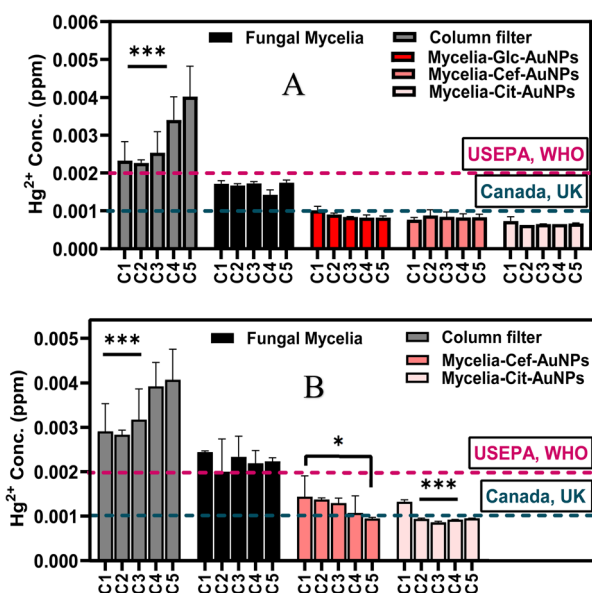 0.006
0.005
0.004
0.003
0.002
0.001
0.000
Hg²⁺ Conc. (ppm)
***
Fungal Mycelia
Column filter
Mycelia-Glc-AuNPs
Mycelia-Cef-AuNPs
Mycelia-Cit-AuNPs
A
USEPA, WHO
Canada, UK
C1 C2 C3 C4 C5 C1 C2 C3 C4 C5 C1 C2 C3 C4 C5 C1 C2 C3 C4 C5 C1 C2 C3 C4 C5
0.005
0.004
0.003
0.002
0.001
0.000
Hg²⁺ Conc. (ppm)
***
Fungal Mycelia
Column filter
Mycelia-Cef-AuNPs
Mycelia-Cit-AuNPs
B
USEPA, WHO
*
Canada, UK
***
C1 C2 C3 C4 C5 C1 C2 C3 C4 C5 C1 C2 C3 C4 C5 C1 C2 C3 C4 C5